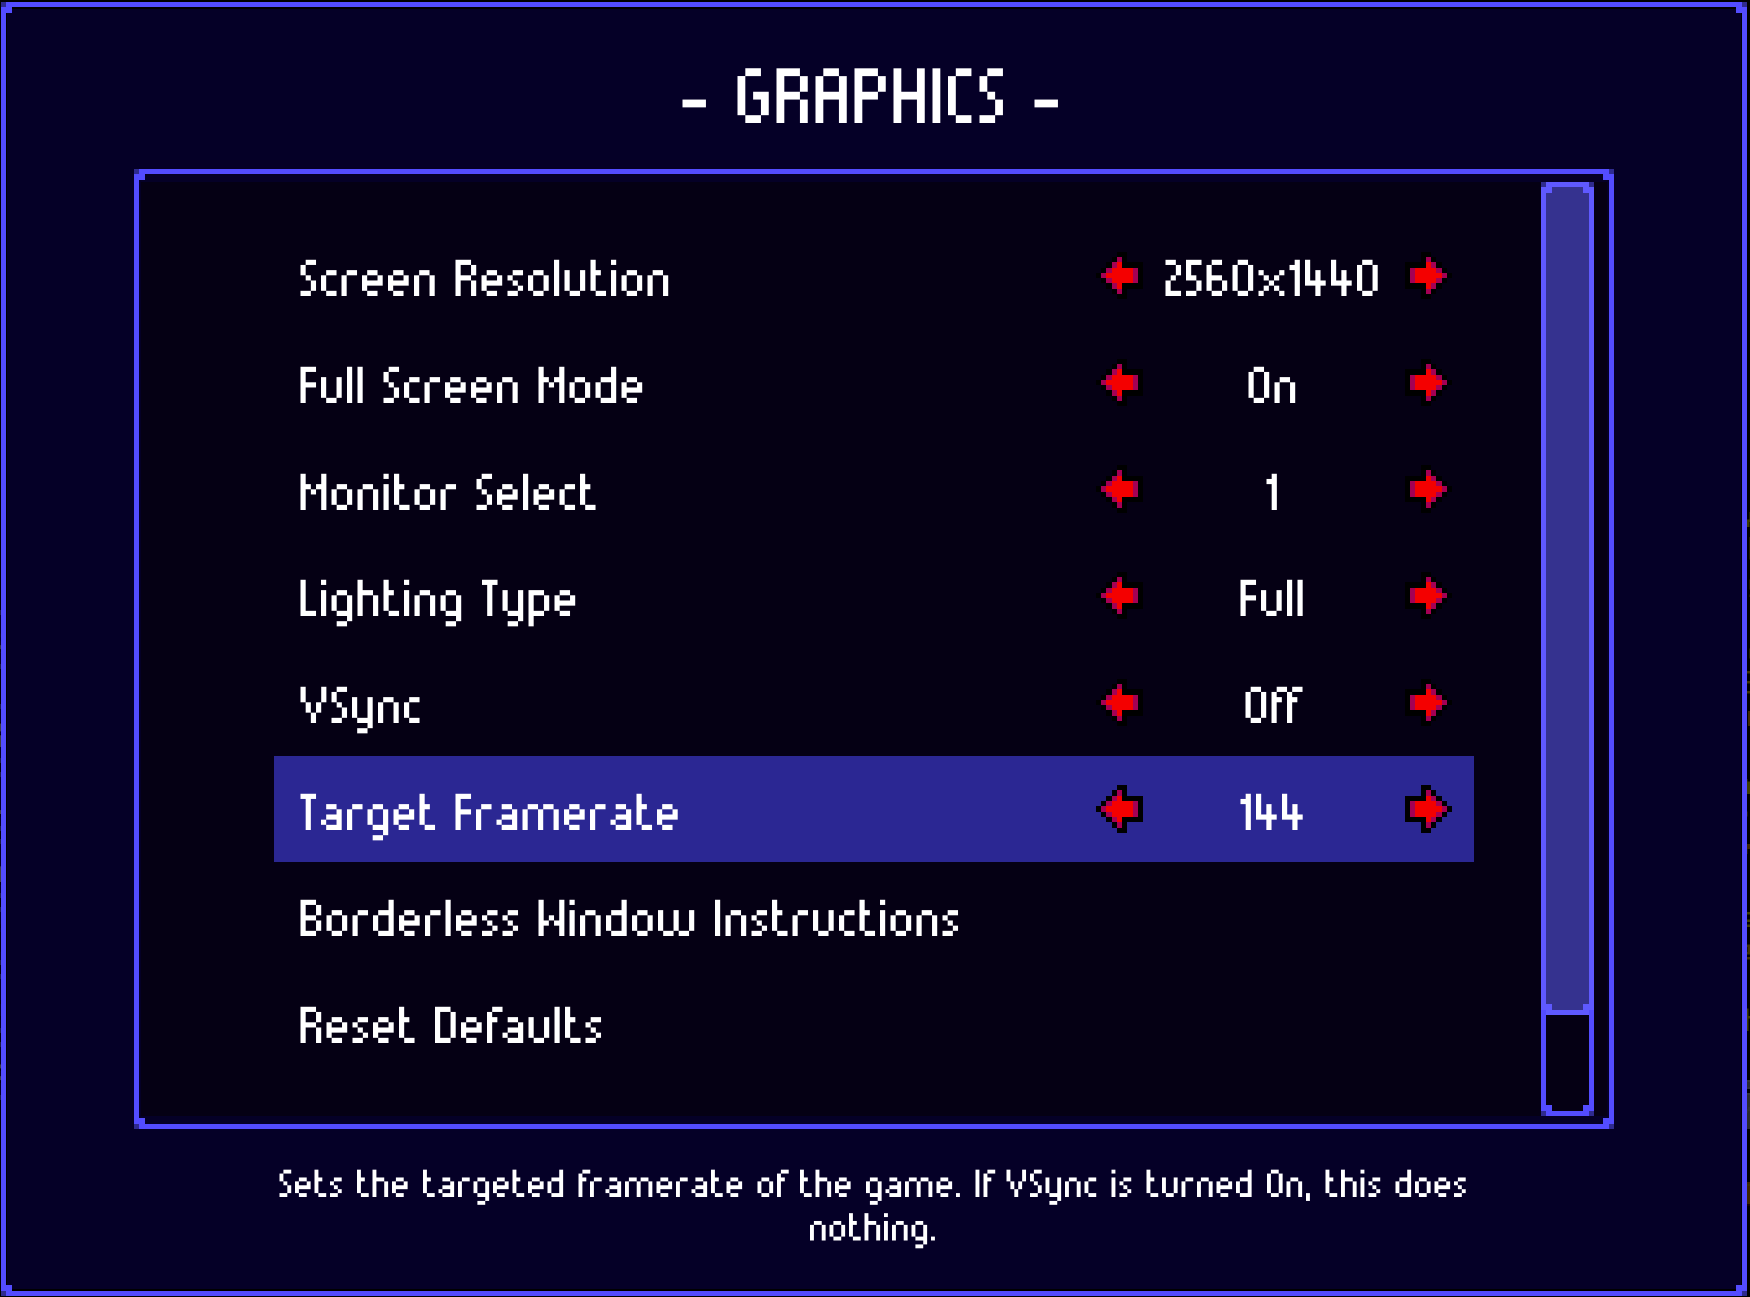 - GRAPHICS -
Screen Resolution 2560x1440
Full Screen Mode On
Monitor Select 1
Lighting Type Full
VSync Off
Target Framerate 144
Borderless Window Instructions
Reset Defaults
Sets the targeted framerate of the game. If VSync is turned On, this does
nothing.